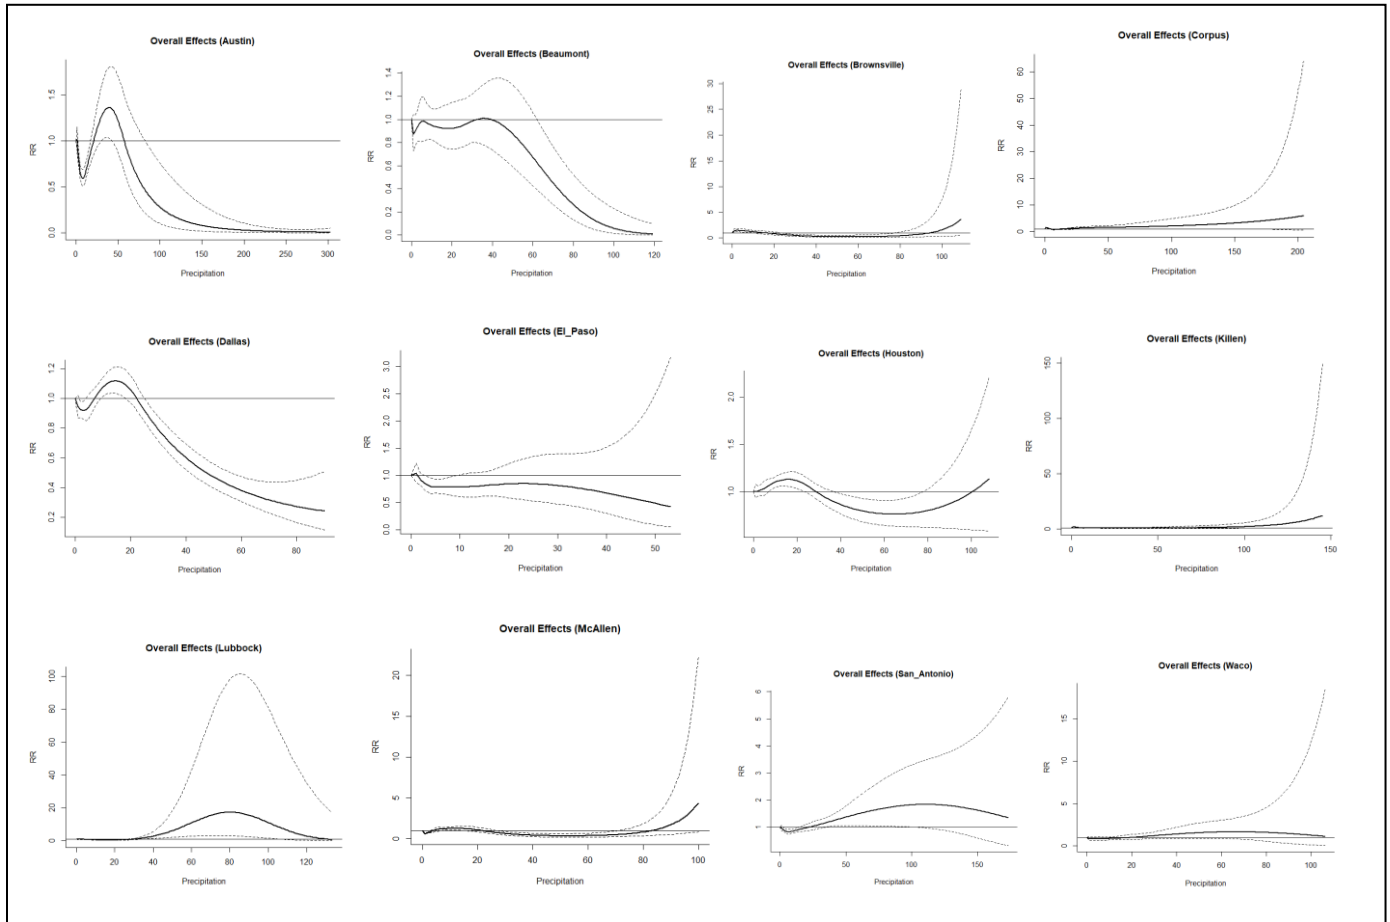 Overall Effects (Austin)
RR
0.0 0.5 1.0 1.5
0 50 100 150 200 250 300
Precipitation
Overall Effects (Beaumont)
RR
0.0 0.2 0.4 0.6 0.8 1.0 1.2 1.4
0 20 40 60 80 100 120
Precipitation
Overall Effects (Brownsville)
RR
0 5 10 15 20 25 30
0 20 40 60 80 100
Precipitation
Overall Effects (Corpus)
RR
0 10 20 30 40 50 60
0 50 100 150 200
Precipitation
Overall Effects (Dallas)
RR
0.2 0.4 0.6 0.8 1.0 1.2
0 20 40 60 80
Precipitation
Overall Effects (El_Paso)
RR
0.0 0.5 1.0 1.5 2.0 2.5 3.0
0 10 20 30 40 50
Precipitation
Overall Effects (Houston)
RR
1.0 1.5 2.0
0 20 40 60 80 100
Precipitation
Overall Effects (Killen)
RR
0 50 100 150
0 50 100 150
Precipitation
Overall Effects (Lubbock)
RR
0 20 40 60 80 100
0 20 40 60 80 100 120
Precipitation
Overall Effects (McAllen)
RR
0 5 10 15 20
0 20 40 60 80 100
Precipitation
Overall Effects (San_Antonio)
RR
0 1 2 3 4 5 6
0 50 100 150
Precipitation
Overall Effects (Waco)
RR
0 5 10 15
0 20 40 60 80 100
Precipitation